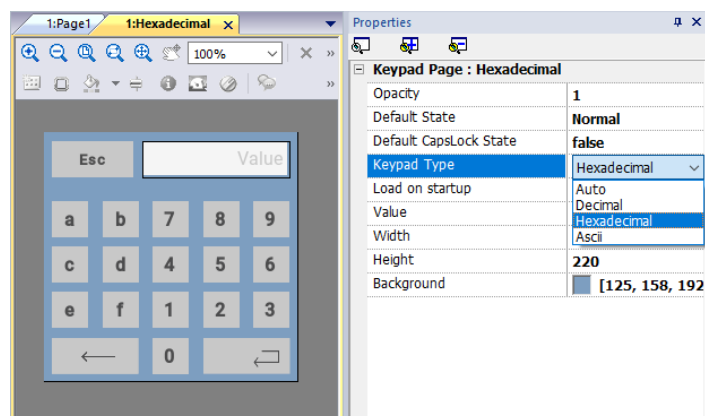 1:Page1 1:Hexadecimal x
100%
Esc Value
a b 7 8 9
c d 4 5 6
e f 1 2 3
0
Properties
Keypad Page : Hexadecimal
Opacity 1
Default State Normal
Default CapsLock State false
Keypad Type Hexadecimal
Load on startup Auto
Decimal
Value Hexadecimal
Width Ascii
Height 220
Background [125, 158, 192